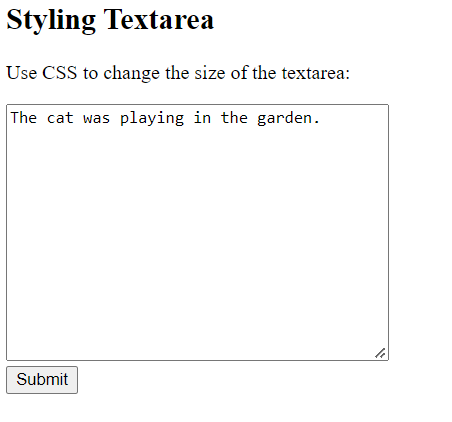 Styling Textarea
Use CSS to change the size of the textarea:
The cat was playing in the garden.
Submit